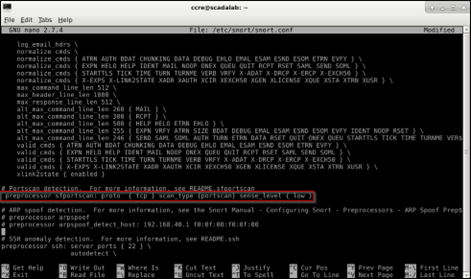 ccre@scadalab: ~
File Edit Tabs Help
GNU nano 2.7.4 File: /etc/snort/snort.conf Modified
log_email_hdrs \
normalize cmds \
normalize_cmds { ATRN AUTH BDAT CHUNKING DATA DEBUG EHLO EMAL ESAM ESND ESOM ETRN EVFY } \
normalize_cmds { EXPN HELO HELP IDENT MAIL NOOP ONEX QUEU QUIT RCPT RSET SAML SEND SOML } \
normalize_cmds { STARTTLS TICK TIME TURN TURNME VERB VRFY X-ADAT X-DRCP X-ERCP X-EXCH50 } \
normalize_cmds { X-EXPS X-LINK2STATE XADR XAUTH XCIR XEXCH50 XGEN XLICENSE XQUE XSTA XTRN XUSR } \
max_command_line_len 512 \
max_header_line_len 1000 \
max_response_line_len 512 \
alt_max_command_line_len 260 { MAIL } \
alt_max_command_line_len 300 { RCPT } \
alt_max_command_line_len 500 { HELP HELO ETRN EHLO } \
alt_max_command_line_len 255 { EXPN VRFY ATRN SIZE BDAT DEBUG EMAL ESAM ESND ESOM EVFY IDENT NOOP RSET } \
alt_max_command_line_len 246 { SEND SAML SOML AUTH TURN ETRN DATA RSET QUIT ONEX QUEU STARTTLS TICK TIME TURNME VER$
valid_cmds { ATRN AUTH BDAT CHUNKING DATA DEBUG EHLO EMAL ESAM ESND ESOM ETRN EVFY } \
valid_cmds { EXPN HELO HELP IDENT MAIL NOOP ONEX QUEU QUIT RCPT RSET SAML SEND SOML } \
valid_cmds { STARTTLS TICK TIME TURN TURNME VERB VRFY X-ADAT X-DRCP X-ERCP X-EXCH50 } \
valid_cmds { X-EXPS X-LINK2STATE XADR XAUTH XCIR XEXCH50 XGEN XLICENSE XQUE XSTA XTRN XUSR } \
xlink2state { enabled }
# Portscan detection. For more information, see README.sfportscan
preprocessor sfportscan: proto { tcp } scan_type {portscan} sense_level { low }
# ARP spoof detection. For more information, see the Snort Manual - Configuring Snort - Preprocessors - ARP Spoof Prep$
# preprocessor arpspoof
# preprocessor arpspoof_detect_host: 192.168.40.1 f0:0f:00:f0:0f:00
# SSH anomaly detection. For more information, see README.ssh
preprocessor ssh: server_ports { 22 } \
autodetect \
^G Get Help ^O Write Out ^W Where Is ^K Cut Text ^J Justify ^C Cur Pos ^Y Prev Page M-\ First Line
^X Exit ^R Read File ^\ Replace ^U Uncut Text ^T To Spell ^_ Go To Line ^V Next Page M-/ Last Line